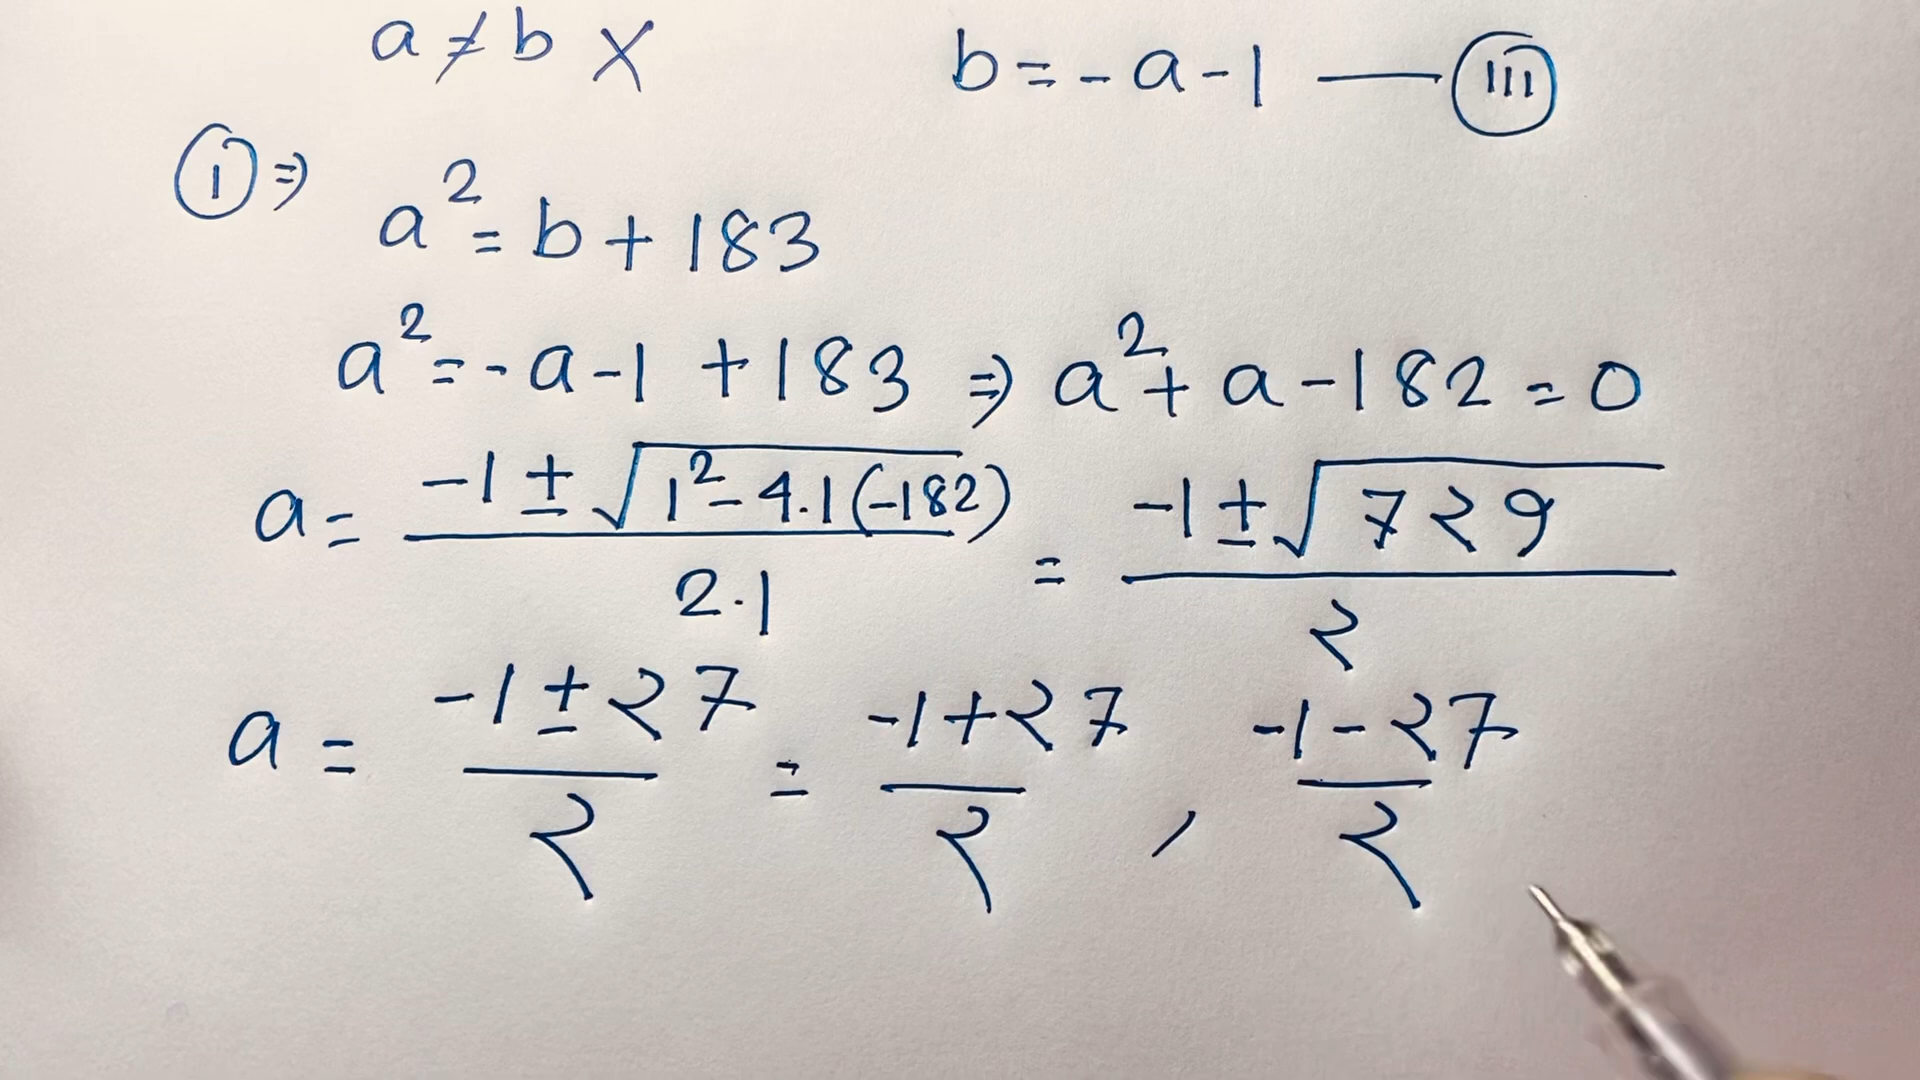 a ≠ b X
b = - a - 1 —— (III)
(I) ⇒ a² = b + 183
a² = - a - 1 + 183 ⇒ a² + a - 182 = 0
a = (-1 ± √(1² - 4.1(-182))) / 2.1 = (-1 ± √729) / 2
a = (-1 ± 27) / 2 = (-1 + 27) / 2 , (-1 - 27) / 2